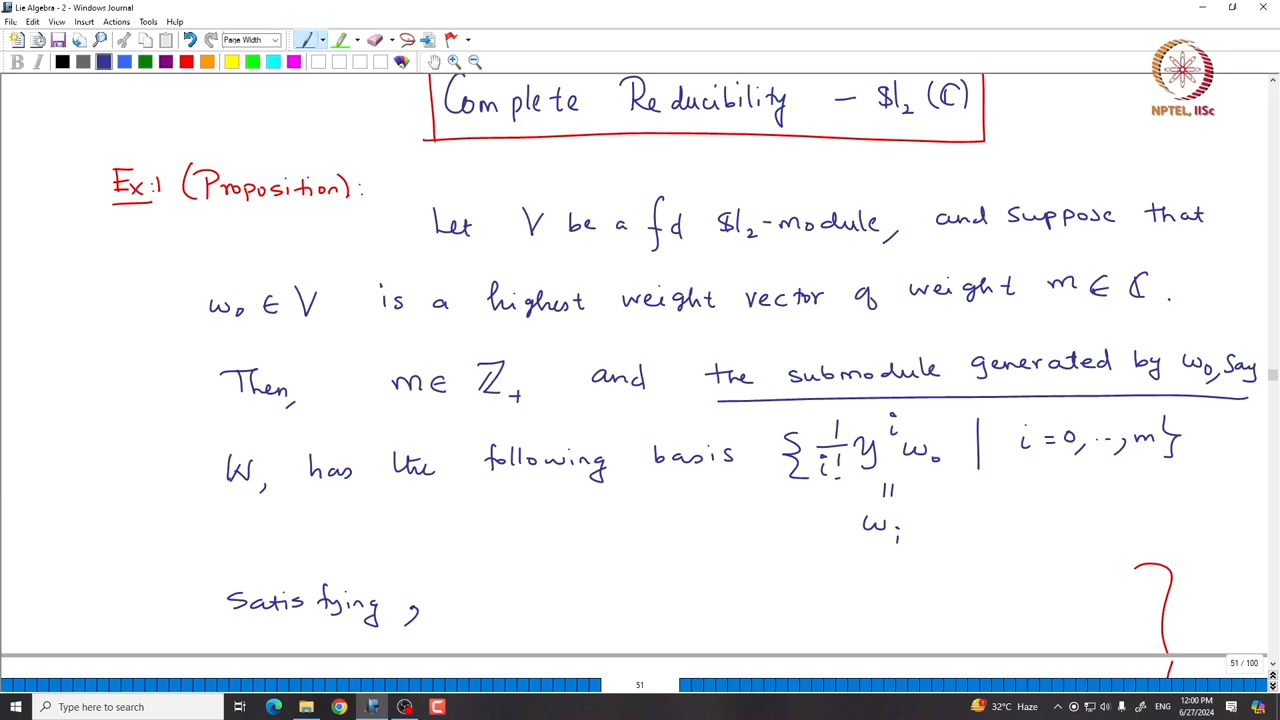 Lie Algebra - 2 - Windows Journal
File Edit View Insert Actions Tools Help
Page Width
B I
Complete Reducibility - $l₂ (ℂ)
NPTEL, IISc
Ex:1 (Proposition):
Let V be a fd $l₂-module, and suppose that
w₀ ∈ V is a highest weight vector of weight m ∈ ℂ.
Then, m ∈ ℤ₊ and the submodule generated by w₀, Say
W, has the following basis { 1/i! yⁱ w₀ | i = 0, ..., m }
||
wᵢ
Satisfying,
51 / 100
51
Type here to search
32°C Haze
ENG
12:00 PM
6/27/2024